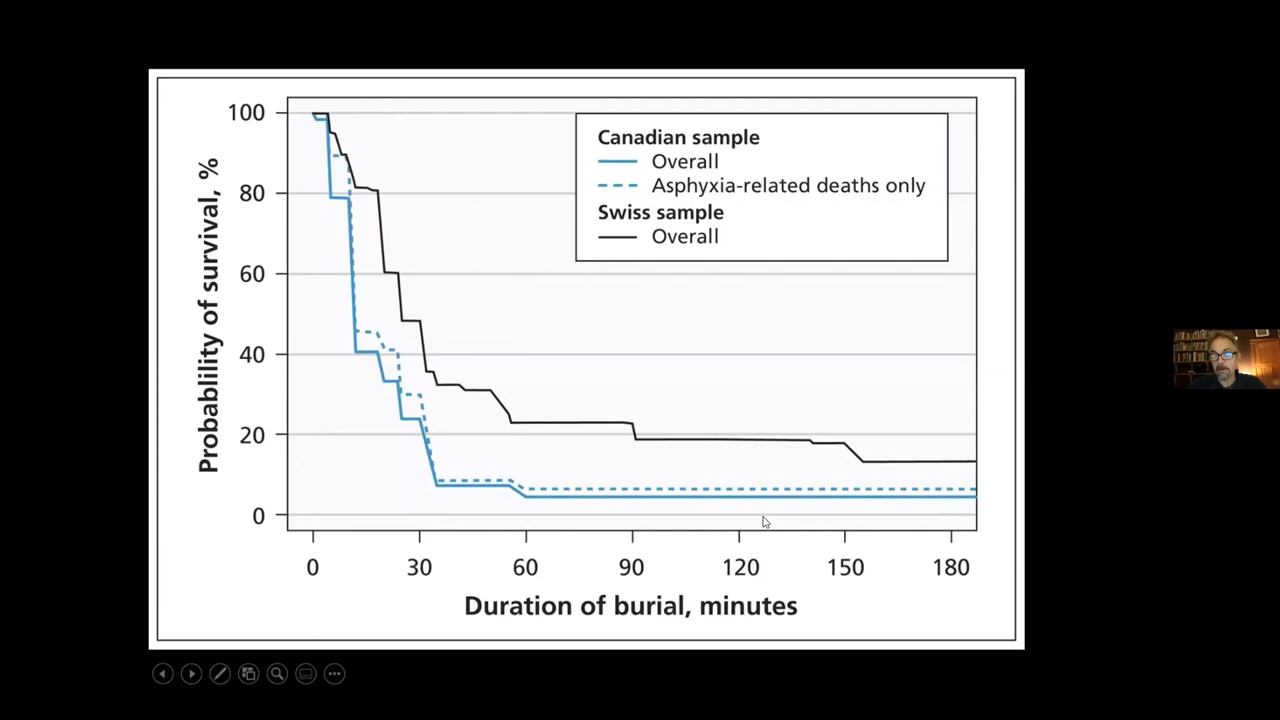 100
80
60
40
20
0
Probablility of survival, %
Canadian sample
Overall
Asphyxia-related deaths only
Swiss sample
Overall
0 30 60 90 120 150 180
Duration of burial, minutes